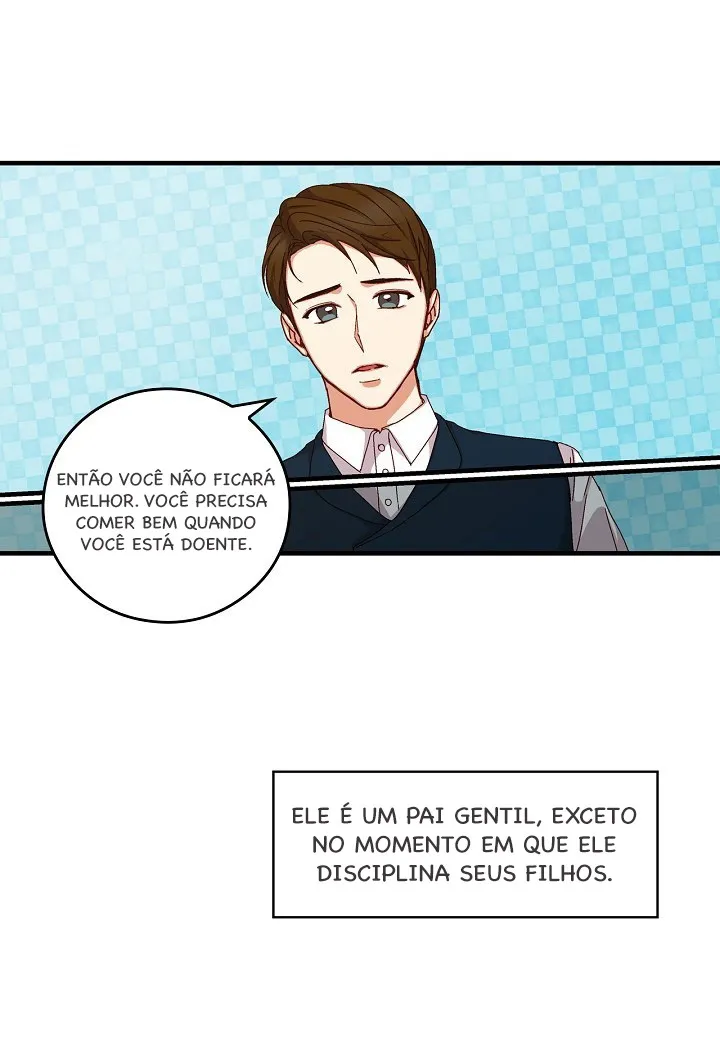 ENTÃO VOCÊ NÃO FICARÁ
MELHOR. VOCÊ PRECISA
COMER BEM QUANDO
VOCÊ ESTÁ DOENTE.
ELE É UM PAI GENTIL, EXCETO
NO MOMENTO EM QUE ELE
DISCIPLINA SEUS FILHOS.